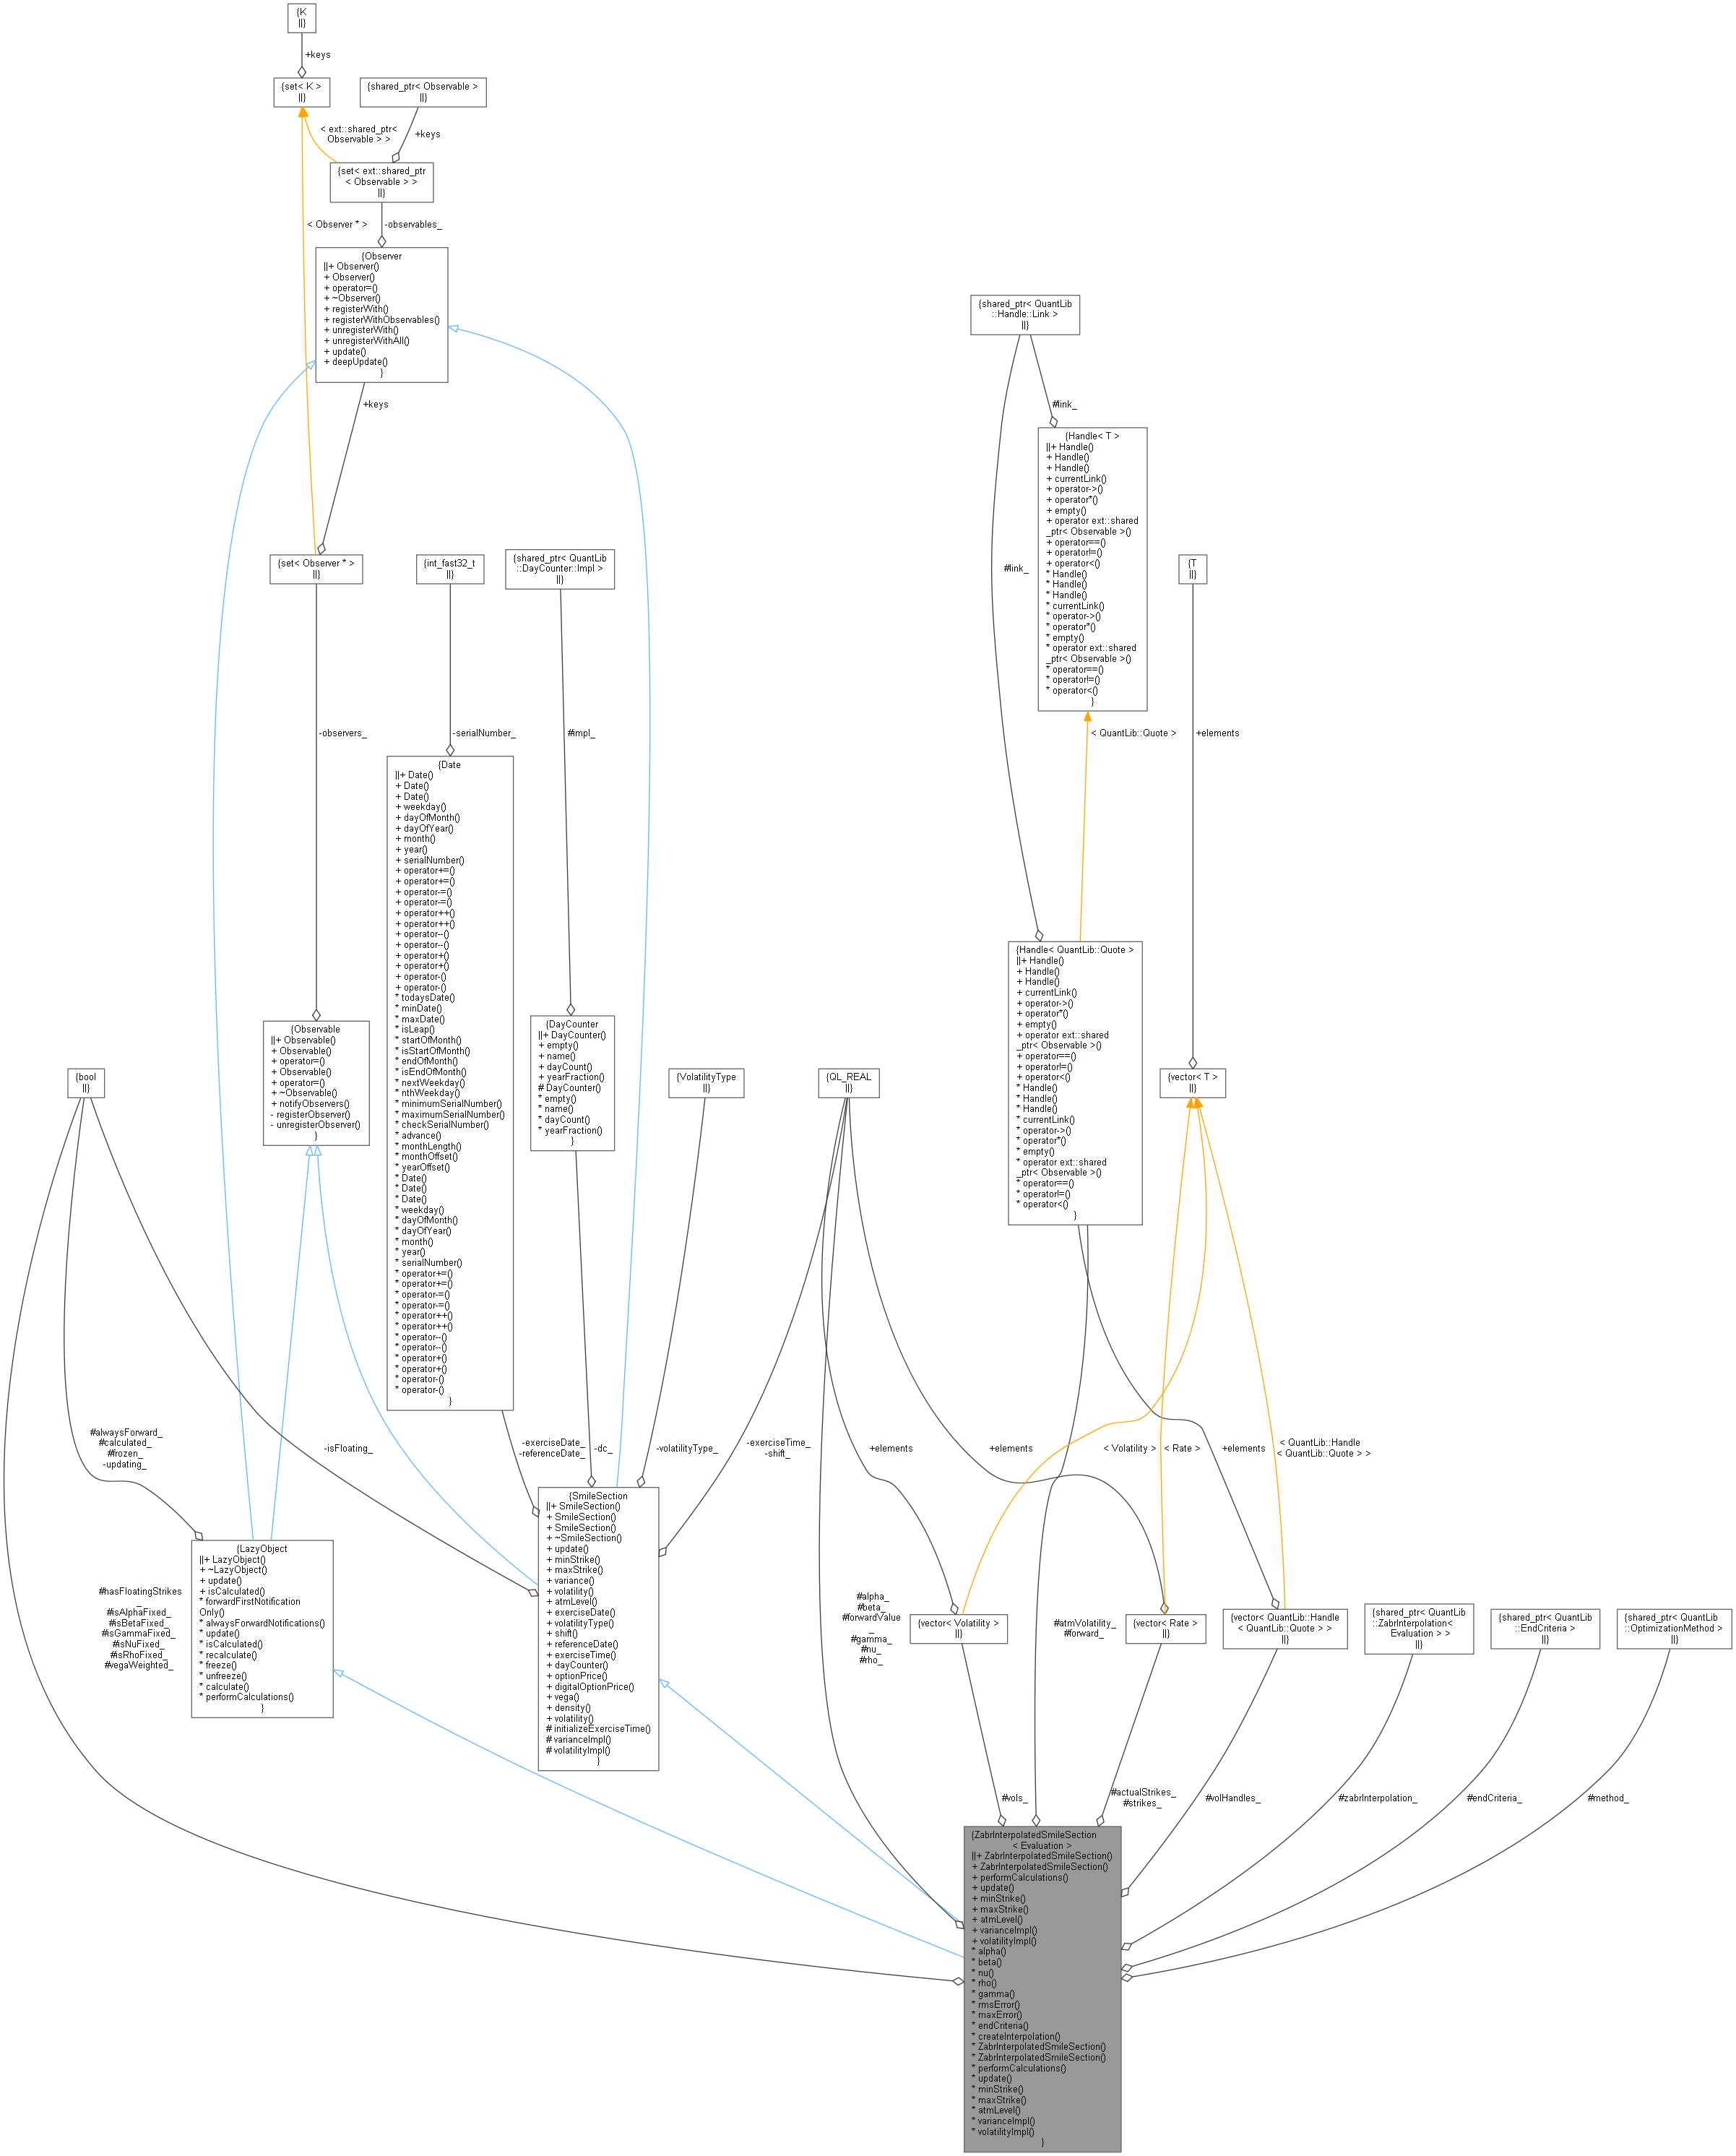 {K
||}
+keys
{set< K >
||}
{shared_ptr< Observable >
||}
< ext::shared_ptr<
Observable > >
+keys
{set< ext::shared_ptr
< Observable > >
||}
< Observer * >
-observables_
{Observer
||+ Observer()
+ Observer()
+ operator=()
+ ~Observer()
+ registerWith()
+ registerWithObservables()
+ unregisterWith()
+ unregisterWithAll()
+ update()
+ deepUpdate()
}
+keys
{shared_ptr< QuantLib
::Handle::Link >
||}
#link_
{Handle< T >
||+ Handle()
+ Handle()
+ Handle()
+ currentLink()
+ operator->()
+ operator*()
+ empty()
+ operator ext::shared
_ptr< Observable >()
+ operator==()
+ operator!=()
+ operator<()
* Handle()
* Handle()
* Handle()
* currentLink()
* operator->()
* operator*()
* empty()
* operator ext::shared
_ptr< Observable >()
* operator==()
* operator!=()
* operator<()
}
{set< Observer * >
||}
{int_fast32_t
||}
{shared_ptr< QuantLib
::DayCounter::Impl >
||}
#link_
{T
||}
-observers_
-serialNumber_
#impl_
< QuantLib::Quote >
+elements
{Date
||+ Date()
+ Date()
+ Date()
+ weekday()
+ dayOfMonth()
+ dayOfYear()
+ month()
+ year()
+ serialNumber()
+ operator+=()
+ operator+=()
+ operator-=()
+ operator-=()
+ operator++()
+ operator++()
+ operator--()
+ operator--()
+ operator+()
+ operator+()
+ operator-()
+ operator-()
* todaysDate()
* minDate()
* maxDate()
* isLeap()
* startOfMonth()
* isStartOfMonth()
* endOfMonth()
* isEndOfMonth()
* nextWeekday()
* nthWeekday()
* minimumSerialNumber()
* maximumSerialNumber()
* checkSerialNumber()
* advance()
* monthLength()
* monthOffset()
* yearOffset()
* Date()
* Date()
* Date()
* weekday()
* dayOfMonth()
* dayOfYear()
* month()
* year()
* serialNumber()
* operator+=()
* operator+=()
* operator-=()
* operator-=()
* operator++()
* operator++()
* operator--()
* operator--()
* operator+()
* operator+()
* operator-()
* operator-()
}
{Handle< QuantLib::Quote >
||+ Handle()
+ Handle()
+ Handle()
+ currentLink()
+ operator->()
+ operator*()
+ empty()
+ operator ext::shared
_ptr< Observable >()
+ operator==()
+ operator!=()
+ operator<()
* Handle()
* Handle()
* Handle()
* currentLink()
* operator->()
* operator*()
* empty()
* operator ext::shared
_ptr< Observable >()
* operator==()
* operator!=()
* operator<()
}
{Observable
||+ Observable()
+ Observable()
+ operator=()
+ Observable()
+ operator=()
+ ~Observable()
+ notifyObservers()
- registerObserver()
- unregisterObserver()
}
{DayCounter
||+ DayCounter()
+ empty()
+ name()
+ dayCount()
+ yearFraction()
# DayCounter()
* empty()
* name()
* dayCount()
* yearFraction()
}
{bool
||}
{VolatilityType
||}
{QL_REAL
||}
{vector< T >
||}
#alwaysForward_
#calculated_
#frozen_
-updating_
-isFloating_
-exerciseDate_
-referenceDate_
-dc_
-volatilityType_
-exerciseTime_
-shift_
+elements
+elements
< Volatility >
< Rate >
+elements
< QuantLib::Handle
< QuantLib::Quote > >
{SmileSection
||+ SmileSection()
+ SmileSection()
+ SmileSection()
+ ~SmileSection()
+ update()
+ minStrike()
+ maxStrike()
+ variance()
+ volatility()
+ atmLevel()
+ exerciseDate()
+ volatilityType()
+ shift()
+ referenceDate()
+ exerciseTime()
+ dayCounter()
+ optionPrice()
+ digitalOptionPrice()
+ vega()
+ density()
+ volatility()
# initializeExerciseTime()
# varianceImpl()
# volatilityImpl()
}
{LazyObject
||+ LazyObject()
+ ~LazyObject()
+ update()
+ isCalculated()
* forwardFirstNotification
Only()
* alwaysForwardNotifications()
* update()
* isCalculated()
* recalculate()
* freeze()
* unfreeze()
* calculate()
* performCalculations()
}
#hasFloatingStrikes
_
#isAlphaFixed_
#isBetaFixed_
#isGammaFixed_
#isNuFixed_
#isRhoFixed_
#vegaWeighted_
#alpha_
#beta_
#forwardValue
_
#gamma_
#nu_
#rho_
{vector< Volatility >
||}
#atmVolatility_
#forward_
{vector< Rate >
||}
{vector< QuantLib::Handle
< QuantLib::Quote > >
||}
{shared_ptr< QuantLib
::ZabrInterpolation<
Evaluation > >
||}
{shared_ptr< QuantLib
::EndCriteria >
||}
{shared_ptr< QuantLib
::OptimizationMethod >
||}
#vols_
#actualStrikes_
#strikes_
#volHandles_
#zabrInterpolation_
#endCriteria_
#method_
{ZabrInterpolatedSmileSection
< Evaluation >
||+ ZabrInterpolatedSmileSection()
+ ZabrInterpolatedSmileSection()
+ performCalculations()
+ update()
+ minStrike()
+ maxStrike()
+ atmLevel()
+ varianceImpl()
+ volatilityImpl()
* alpha()
* beta()
* nu()
* rho()
* gamma()
* rmsError()
* maxError()
* endCriteria()
* createInterpolation()
* ZabrInterpolatedSmileSection()
* ZabrInterpolatedSmileSection()
* performCalculations()
* update()
* minStrike()
* maxStrike()
* atmLevel()
* varianceImpl()
* volatilityImpl()
}